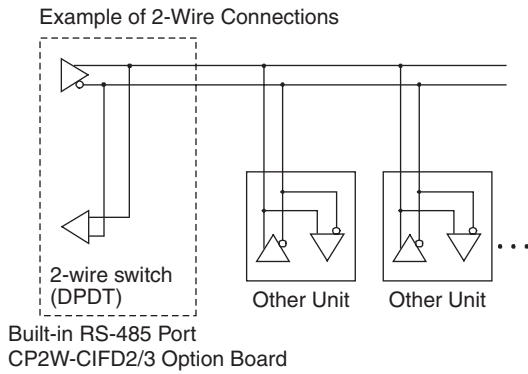 Example of 2-Wire Connections
2-wire switch
(DPDT)
Other Unit
Other Unit
Built-in RS-485 Port
CP2W-CIFD2/3 Option Board